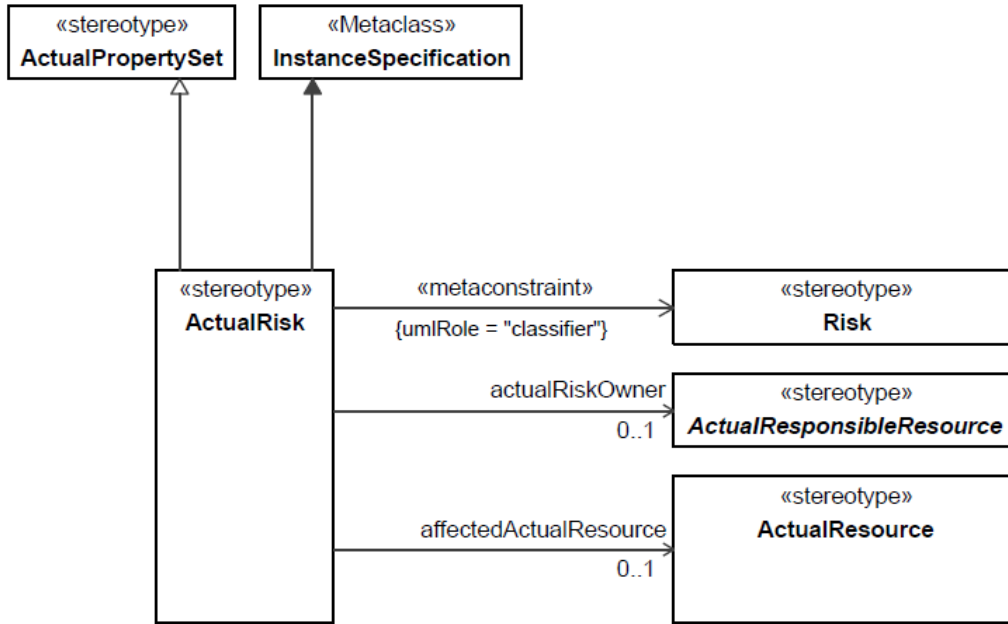 «stereotype»
ActualPropertySet
«Metaclass»
InstanceSpecification
«stereotype»
ActualRisk
«metaconstraint»
{umlRole = "classifier"}
«stereotype»
Risk
actualRiskOwner
0..1
«stereotype»
ActualResponsibleResource
affectedActualResource
0..1
«stereotype»
ActualResource